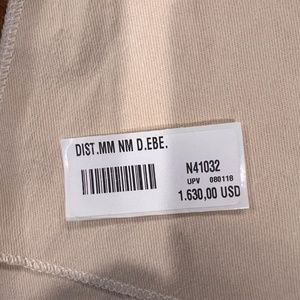 DIST.MM NM D.EBE.
N41032
UPV 080118
1.630,00 USD